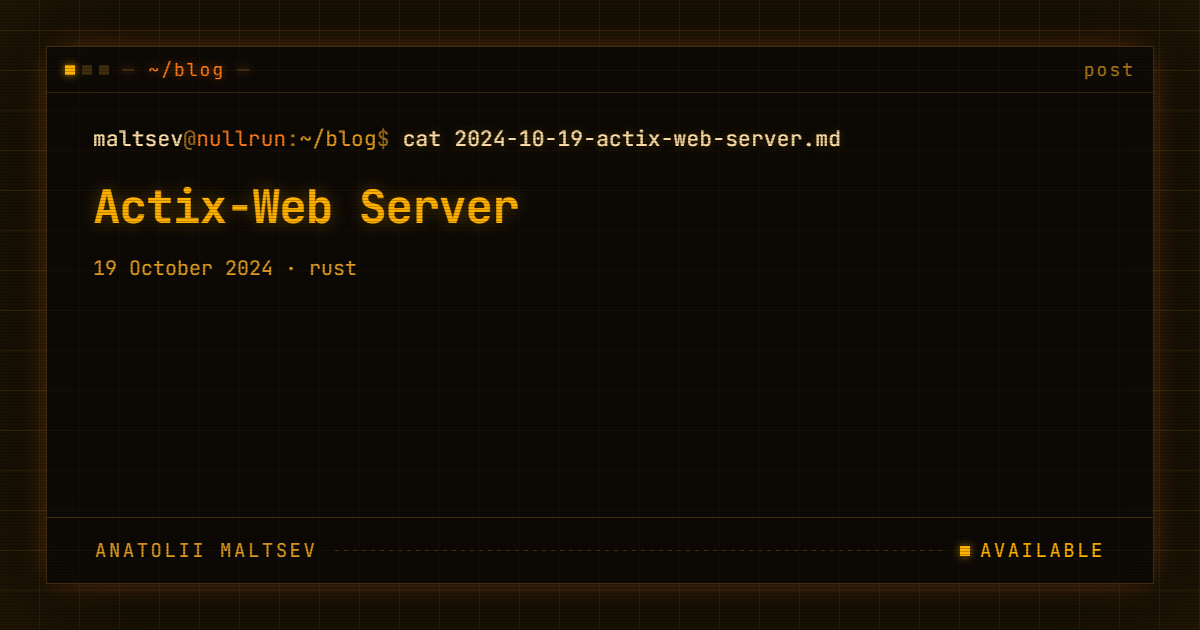 — ~/blog — post
maltsev@nullrun:~/blog$ cat 2024-10-19-actix-web-server.md
Actix-Web Server
19 October 2024 · rust
ANATOLII MALTSEV AVAILABLE